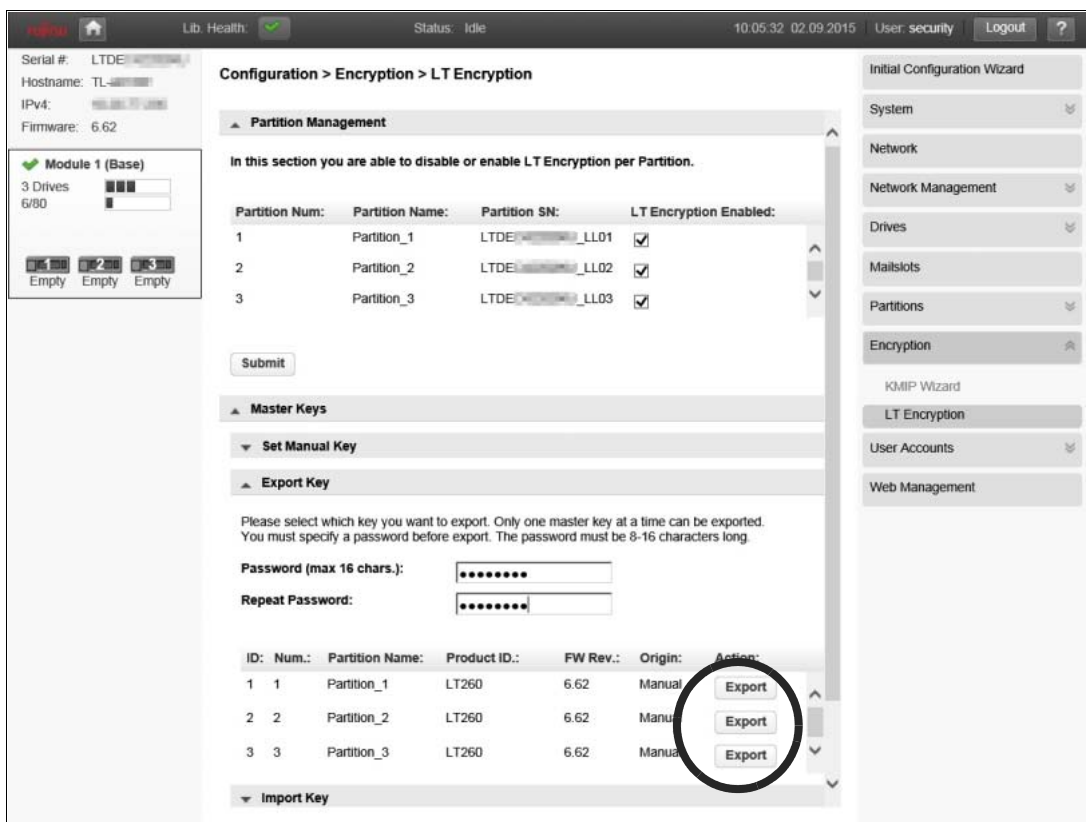 Lib. Health:
Status: Idle
10:05:32 02.09.2015
User: security
Logout
?
Serial #: LTDE
Hostname: TL-
IPv4:
Firmware: 6.62
Module 1 (Base)
3 Drives
6/80
1 2 3
Empty Empty Empty
Configuration > Encryption > LT Encryption
Partition Management
In this section you are able to disable or enable LT Encryption per Partition.
Partition Num: Partition Name: Partition SN: LT Encryption Enabled:
1 Partition_1 LTDE _LL01
2 Partition_2 LTDE _LL02
3 Partition_3 LTDE _LL03
Submit
Master Keys
Set Manual Key
Export Key
Please select which key you want to export. Only one master key at a time can be exported.
You must specify a password before export. The password must be 8-16 characters long.
Password (max 16 chars.):
Repeat Password:
ID: Num.: Partition Name: Product ID.: FW Rev.: Origin: Action:
1 1 Partition_1 LT260 6.62 Manual Export
2 2 Partition_2 LT260 6.62 Manual Export
3 3 Partition_3 LT260 6.62 Manual Export
Import Key
Initial Configuration Wizard
System
Network
Network Management
Drives
Mailslots
Partitions
Encryption
KMIP Wizard
LT Encryption
User Accounts
Web Management